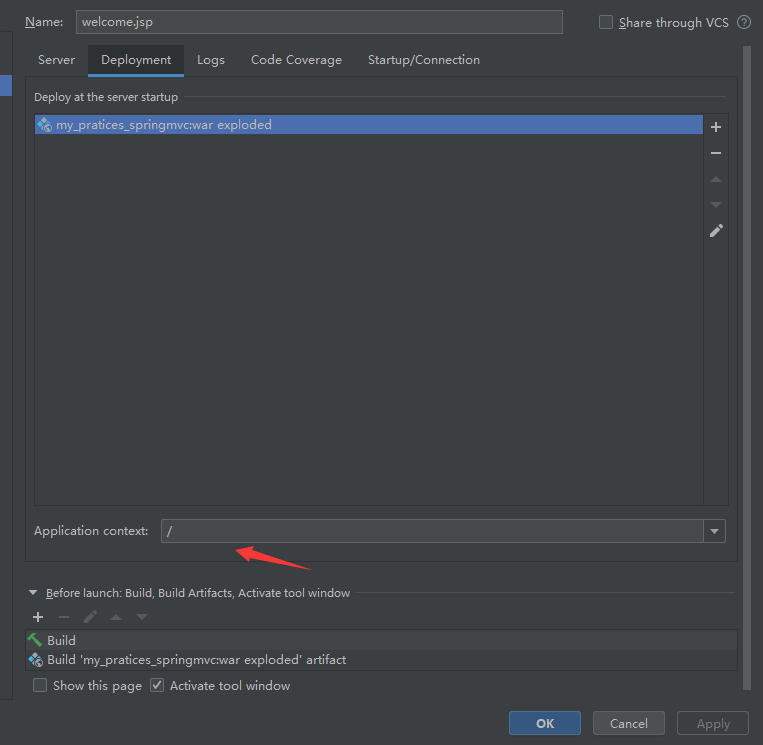 Name: welcome.jsp Share through VCS ?
Server Deployment Logs Code Coverage Startup/Connection
Deploy at the server startup
my_pratices_springmvc:war exploded
Application context: /
Before launch: Build, Build Artifacts, Activate tool window
Build
Build 'my_pratices_springmvc:war exploded' artifact
Show this page Activate tool window
OK Cancel Apply